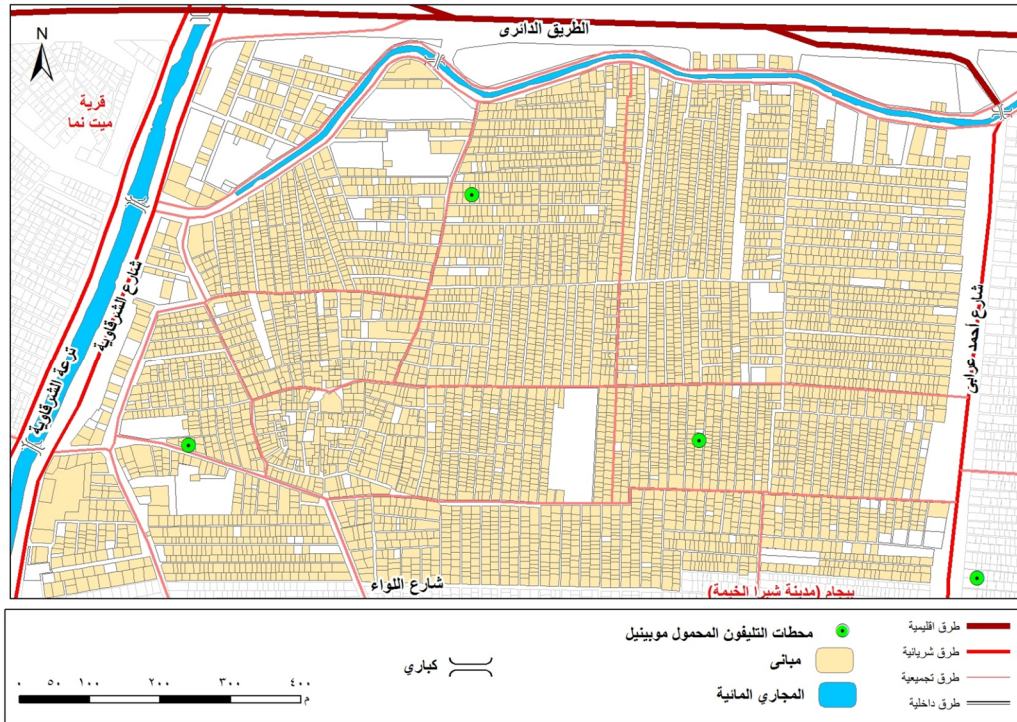 الطريق الدائرى
N
قرية
ميت نما
شارع الشرقاوية
ترعة الشرقاوية
شارع أحمد عرابى
شارع اللواء
بيجام (مدينة شبرا الخيمة)
طرق اقليمية
طرق شريانية
طرق تجميعية
طرق داخلية
محطات التليفون المحمول موبينيل
مبانى
المجاري المائية
كباري
٠ ٥٠ ١٠٠ ٢٠٠ ٣٠٠ ٤٠٠
م